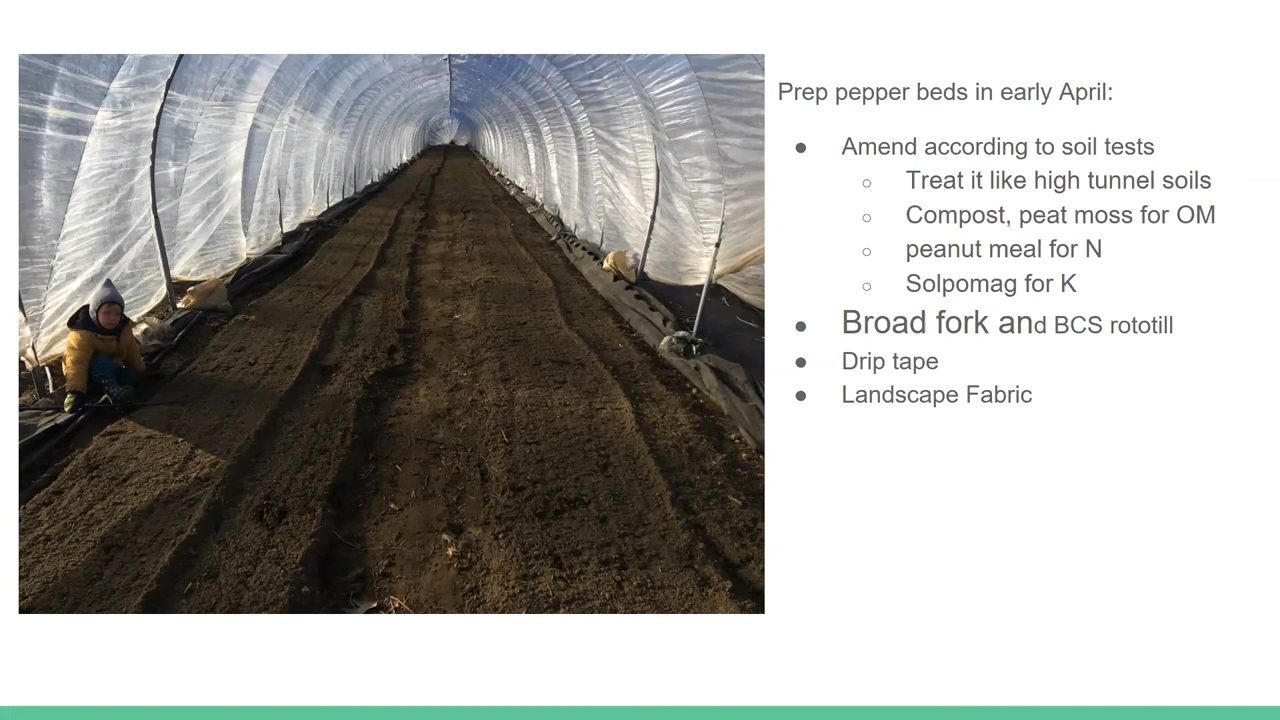 Prep pepper beds in early April:
● Amend according to soil tests
○ Treat it like high tunnel soils
○ Compost, peat moss for OM
○ peanut meal for N
○ Solpomag for K
● Broad fork and BCS rototill
● Drip tape
● Landscape Fabric